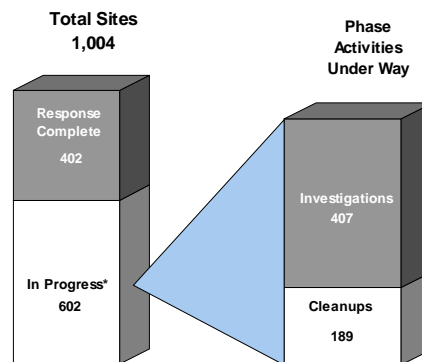 Total Sites
1,004
Response
Complete
402
In Progress*
602
Phase
Activities
Under Way
Investigations
407
Cleanups
189